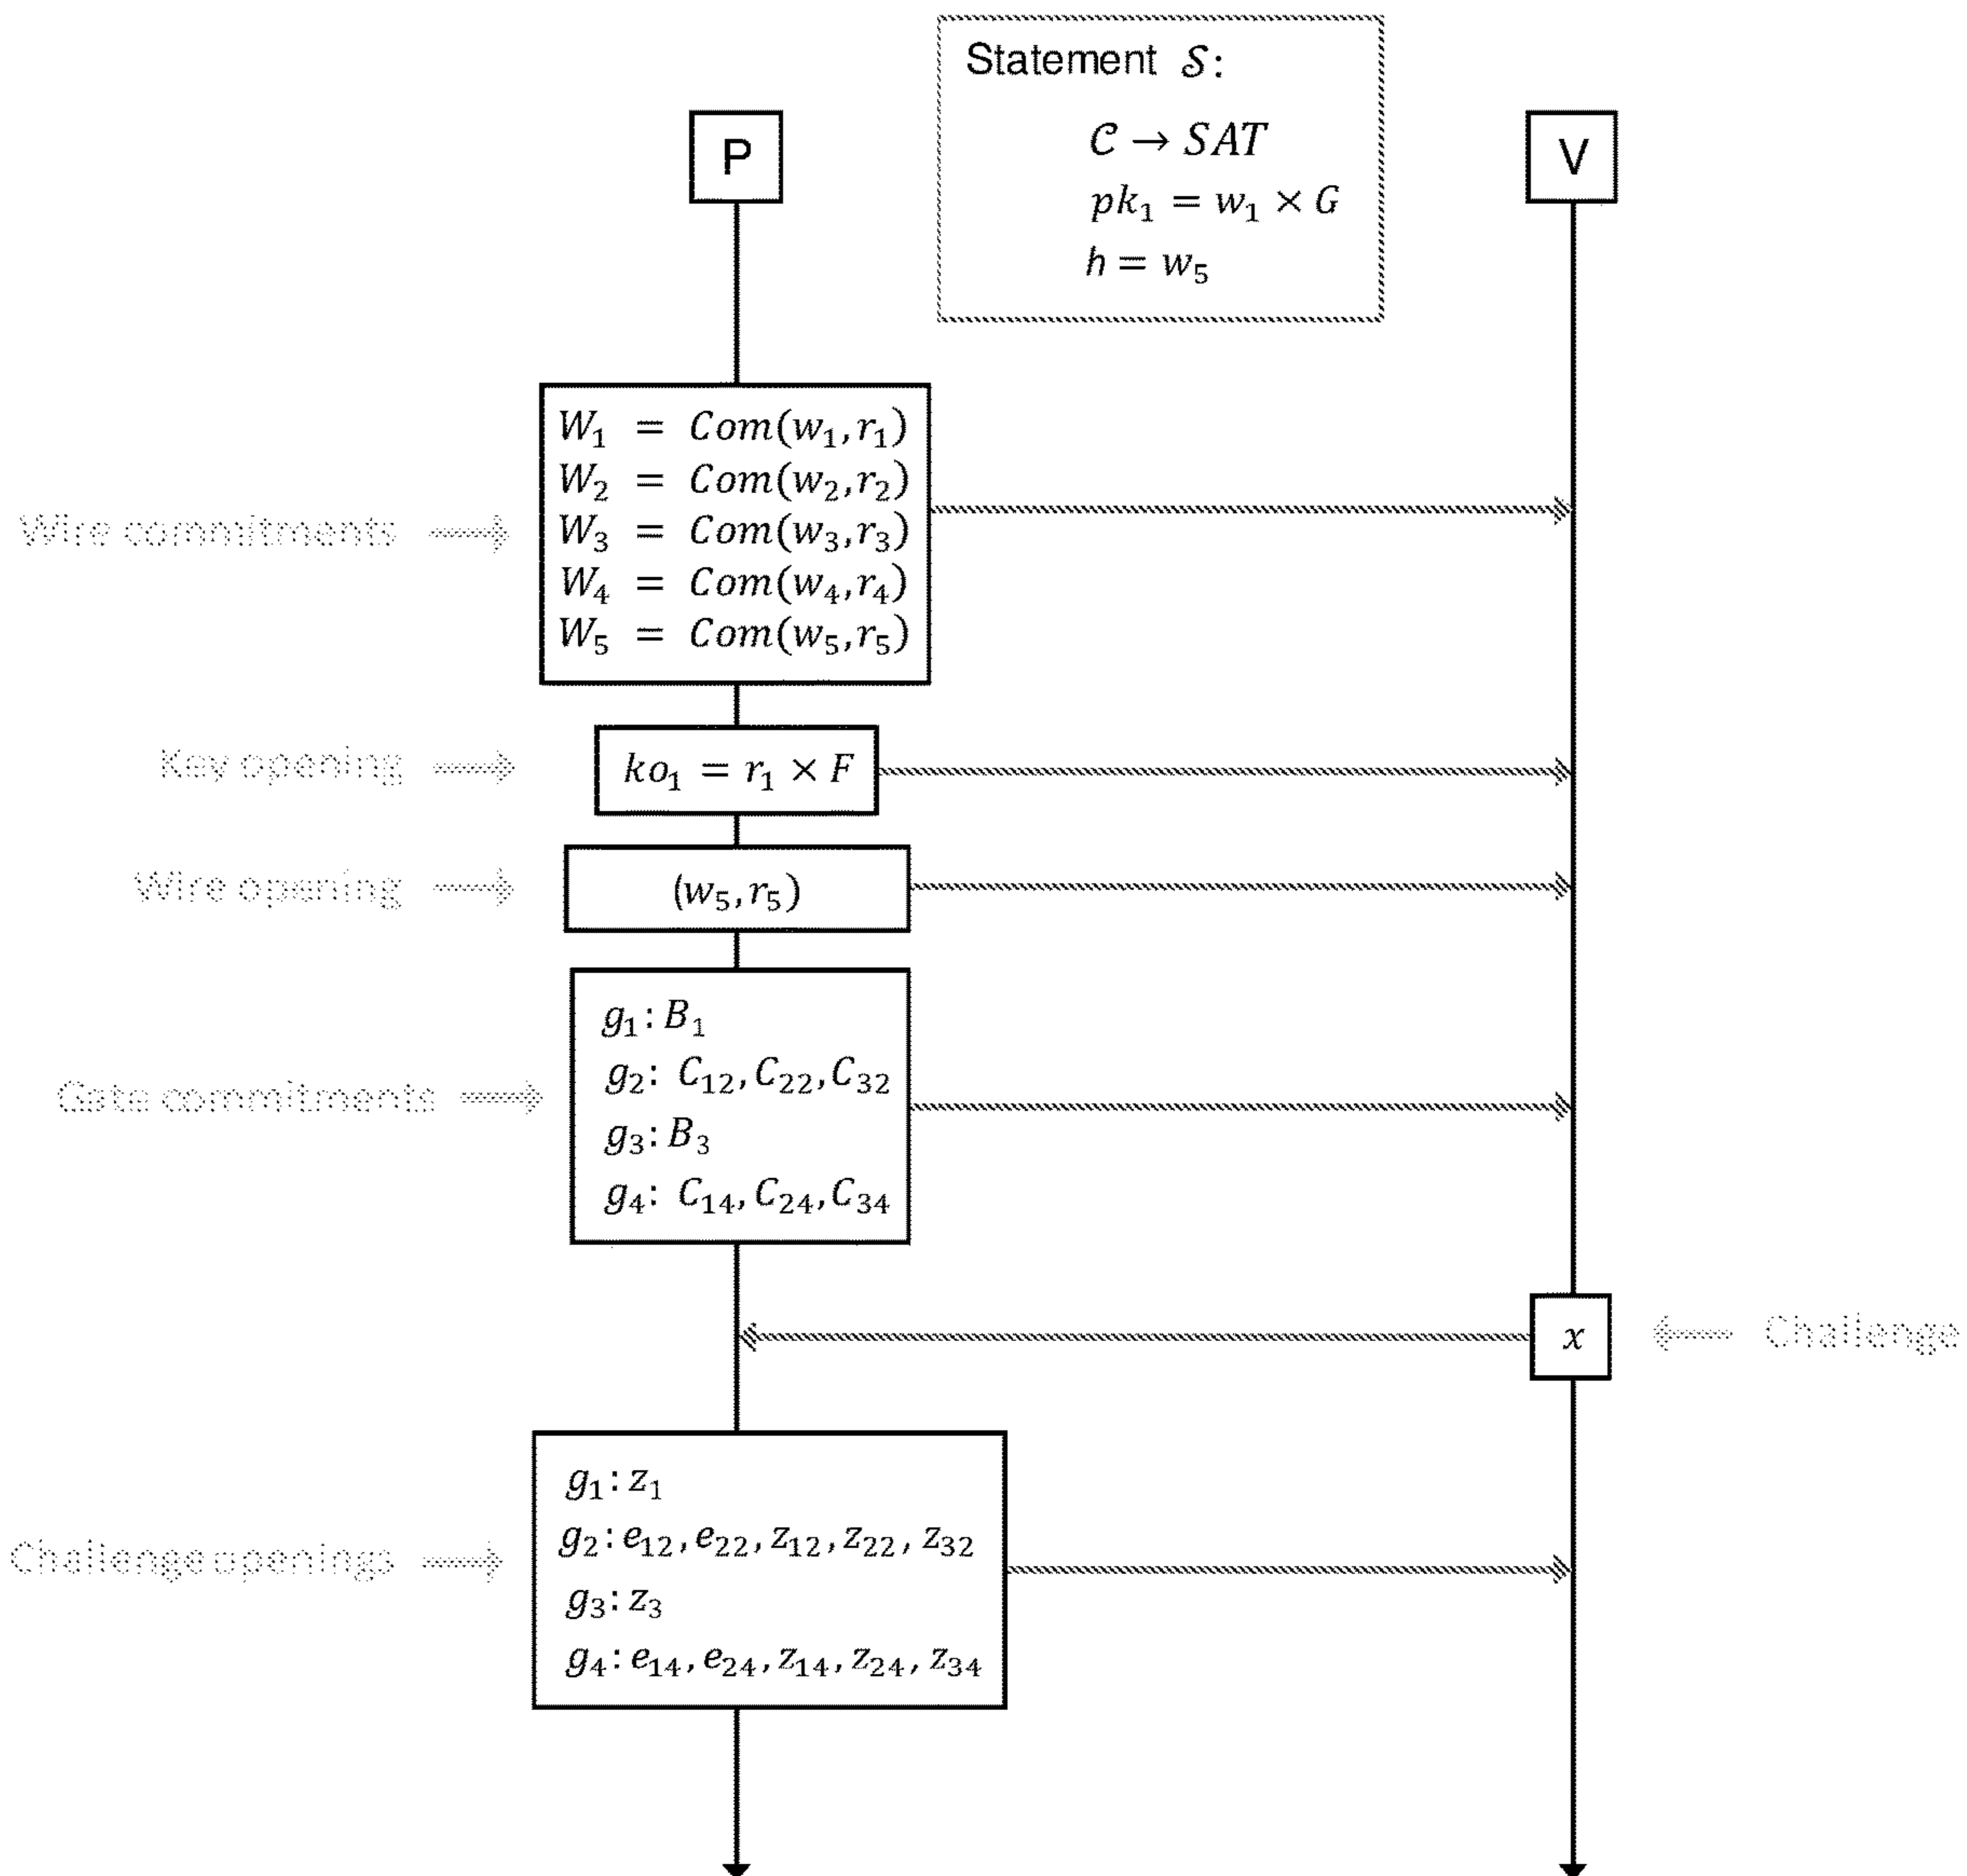 Statement 𝒮:
𝒞 → SAT
pk₁ = w₁ × G
h = w₅
P
V
W₁ = Com(w₁,r₁)
W₂ = Com(w₂,r₂)
W₃ = Com(w₃,r₃)
W₄ = Com(w₄,r₄)
W₅ = Com(w₅,r₅)
Wire commitments
Key opening
ko₁ = r₁ × F
Wire opening
(w₅,r₅)
Gate commitments
g₁: B₁
g₂: C₁₂, C₂₂, C₃₂
g₃: B₃
g₄: C₁₄, C₂₄, C₃₄
x
Challenge
Challenge openings
g₁: z₁
g₂: e₁₂, e₂₂, z₁₂, z₂₂, z₃₂
g₃: z₃
g₄: e₁₄, e₂₄, z₁₄, z₂₄, z₃₄